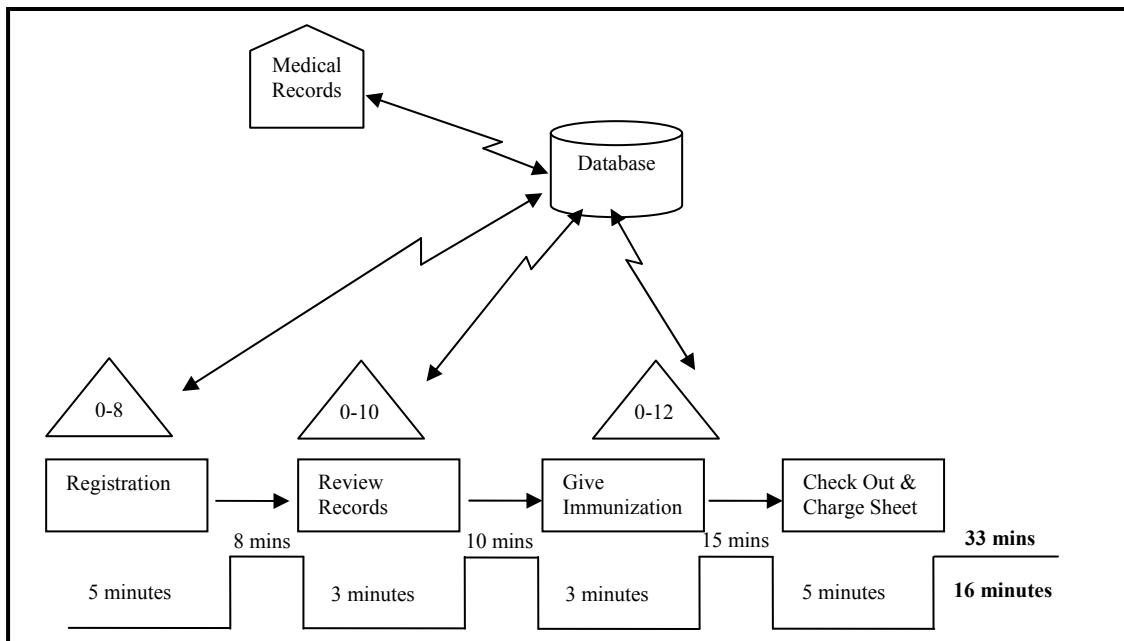 Medical
Records
Database
0-8
0-10
0-12
Registration
Review
Records
Give
Immunization
Check Out &
Charge Sheet
8 mins
10 mins
15 mins
33 mins
5 minutes
3 minutes
3 minutes
5 minutes
16 minutes